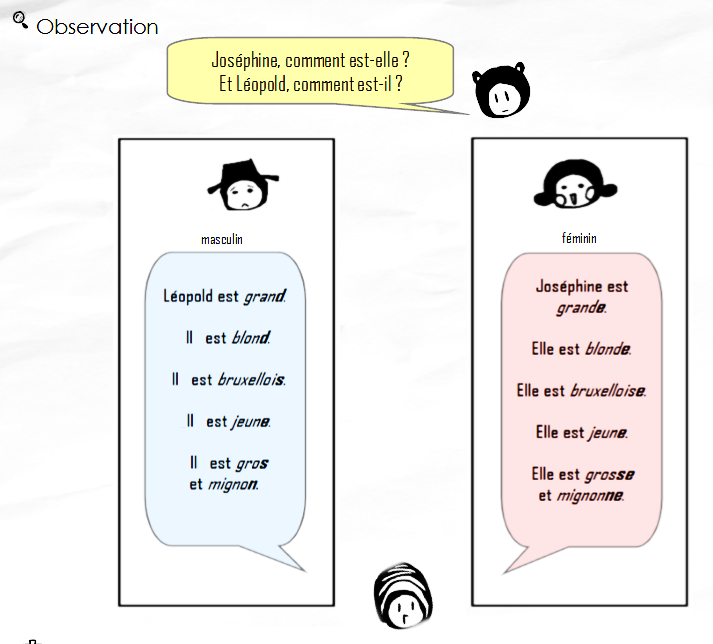 Observation
Joséphine, comment est-elle ?
Et Léopold, comment est-il ?
masculin
Léopold est grand.
Il est blond.
Il est bruxellois.
Il est jeune.
Il est gros
et mignon.
féminin
Joséphine est
grande.
Elle est blonde.
Elle est bruxelloise.
Elle est jeune.
Elle est grosse
et mignonne.